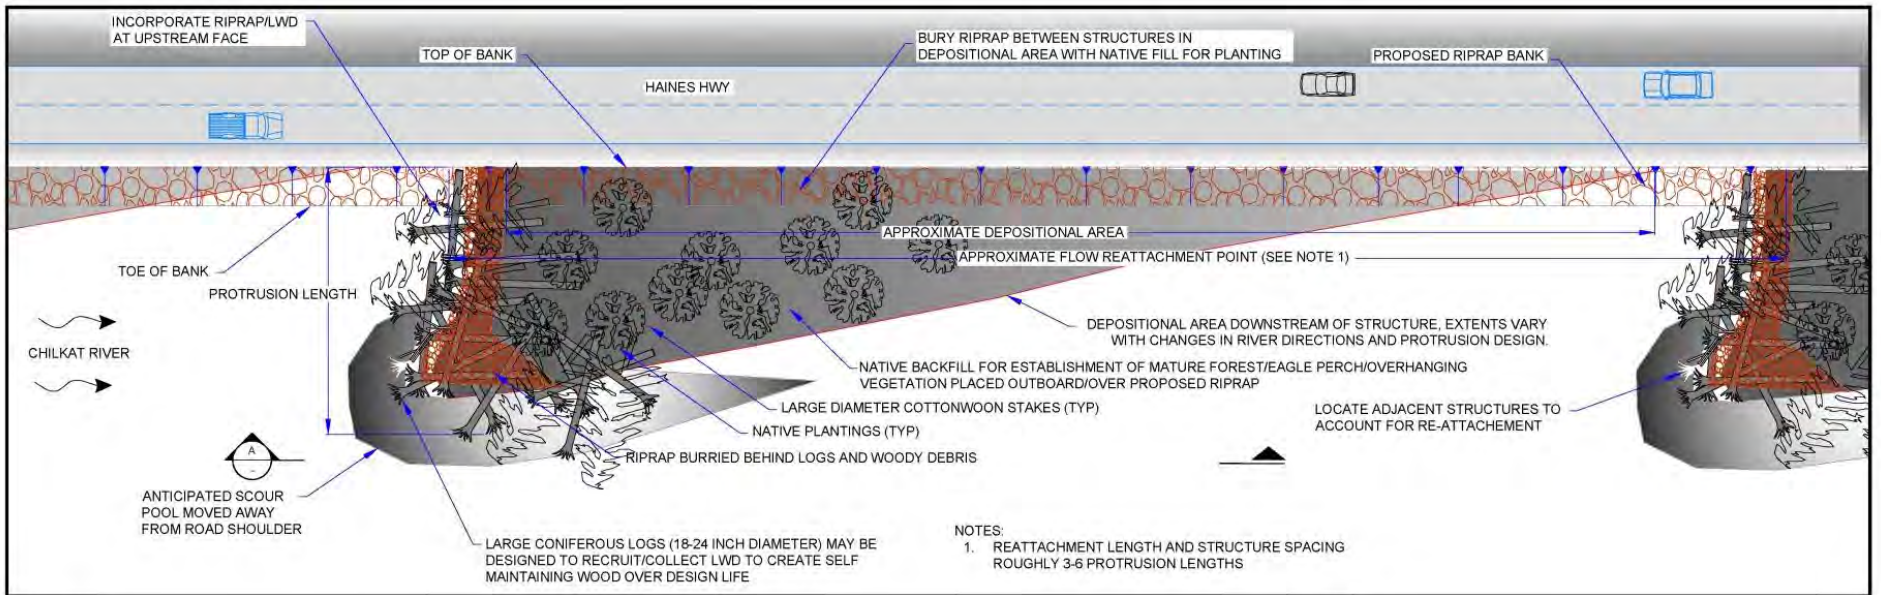 INCORPORATE RIPRAP/LWD
AT UPSTREAM FACE
TOP OF BANK
BURY RIPRAP BETWEEN STRUCTURES IN
DEPOSITIONAL AREA WITH NATIVE FILL FOR PLANTING
PROPOSED RIPRAP BANK
HAINES HWY
APPROXIMATE DEPOSITIONAL AREA
APPROXIMATE FLOW REATTACHMENT POINT (SEE NOTE 1)
TOE OF BANK
PROTRUSION LENGTH
CHILKAT RIVER
DEPOSITIONAL AREA DOWNSTREAM OF STRUCTURE, EXTENTS VARY
WITH CHANGES IN RIVER DIRECTIONS AND PROTRUSION DESIGN.
NATIVE BACKFILL FOR ESTABLISHMENT OF MATURE FOREST/EAGLE PERCH/OVERHANGING
VEGETATION PLACED OUTBOARD/OVER PROPOSED RIPRAP
LARGE DIAMETER COTTONWOON STAKES (TYP)
LOCATE ADJACENT STRUCTURES TO
ACCOUNT FOR RE-ATTACHEMENT
NATIVE PLANTINGS (TYP)
RIPRAP BURRIED BEHIND LOGS AND WOODY DEBRIS
A
-
ANTICIPATED SCOUR
POOL MOVED AWAY
FROM ROAD SHOULDER
LARGE CONIFEROUS LOGS (18-24 INCH DIAMETER) MAY BE
DESIGNED TO RECRUIT/COLLECT LWD TO CREATE SELF
MAINTAINING WOOD OVER DESIGN LIFE
NOTES:
1. REATTACHMENT LENGTH AND STRUCTURE SPACING
ROUGHLY 3-6 PROTRUSION LENGTHS